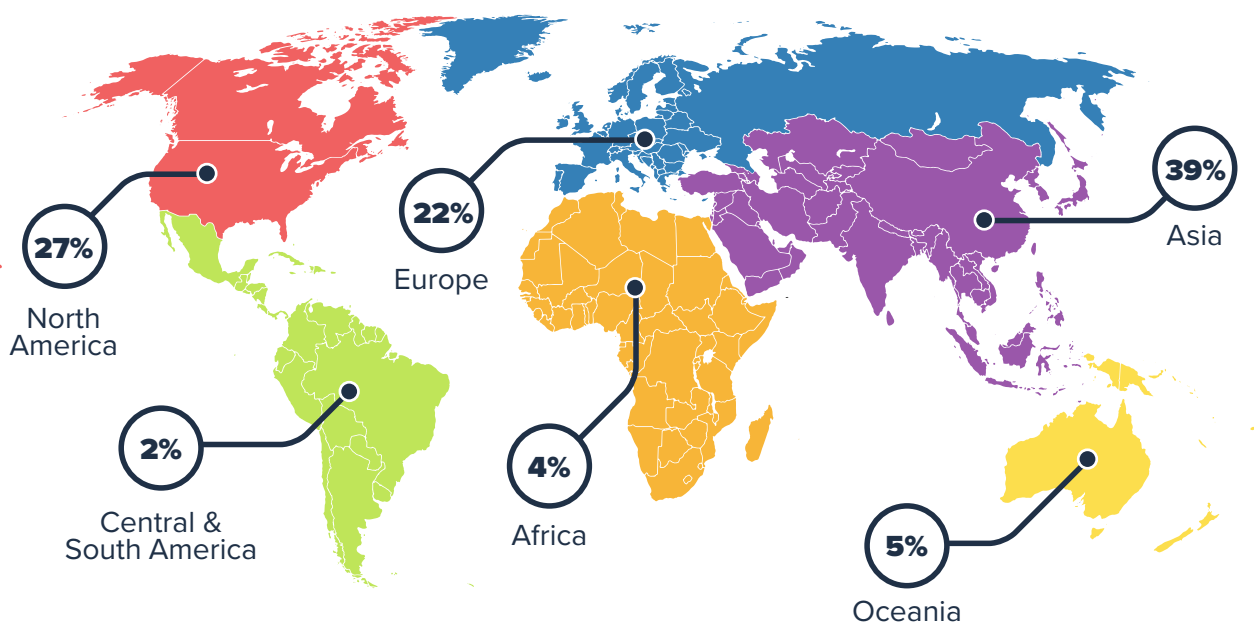 39%
Asia
22%
Europe
27%
North
America
2%
Central &
South America
4%
Africa
5%
Oceania